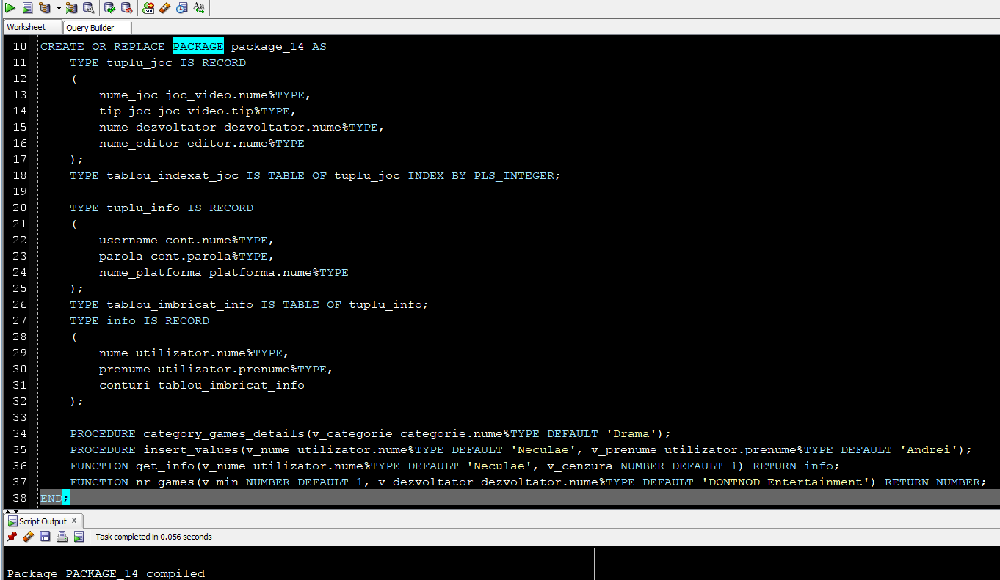 Worksheet Query Builder
10 CREATE OR REPLACE PACKAGE package_14 AS
11     TYPE tuplu_joc IS RECORD
12     (
13         nume_joc joc_video.nume%TYPE,
14         tip_joc joc_video.tip%TYPE,
15         nume_dezvoltator dezvoltator.nume%TYPE,
16         nume_editor editor.nume%TYPE
17     );
18     TYPE tablou_indexat_joc IS TABLE OF tuplu_joc INDEX BY PLS_INTEGER;
19
20     TYPE tuplu_info IS RECORD
21     (
22         username cont.nume%TYPE,
23         parola cont.parola%TYPE,
24         nume_platforma platforma.nume%TYPE
25     );
26     TYPE tablou_imbricat_info IS TABLE OF tuplu_info;
27     TYPE info IS RECORD
28     (
29         nume utilizator.nume%TYPE,
30         prenume utilizator.prenume%TYPE,
31         conturi tablou_imbricat_info
32     );
33
34     PROCEDURE category_games_details(v_categorie categorie.nume%TYPE DEFAULT 'Drama');
35     PROCEDURE insert_values(v_nume utilizator.nume%TYPE DEFAULT 'Neculae', v_prenume utilizator.prenume%TYPE DEFAULT 'Andrei');
36     FUNCTION get_info(v_nume utilizator.nume%TYPE DEFAULT 'Neculae', v_cenzura NUMBER DEFAULT 1) RETURN info;
37     FUNCTION nr_games(v_min NUMBER DEFAULT 1, v_dezvoltator dezvoltator.nume%TYPE DEFAULT 'DONTNOD Entertainment') RETURN NUMBER;
38 END;
Script Output x
Task completed in 0.056 seconds
Package PACKAGE_14 compiled